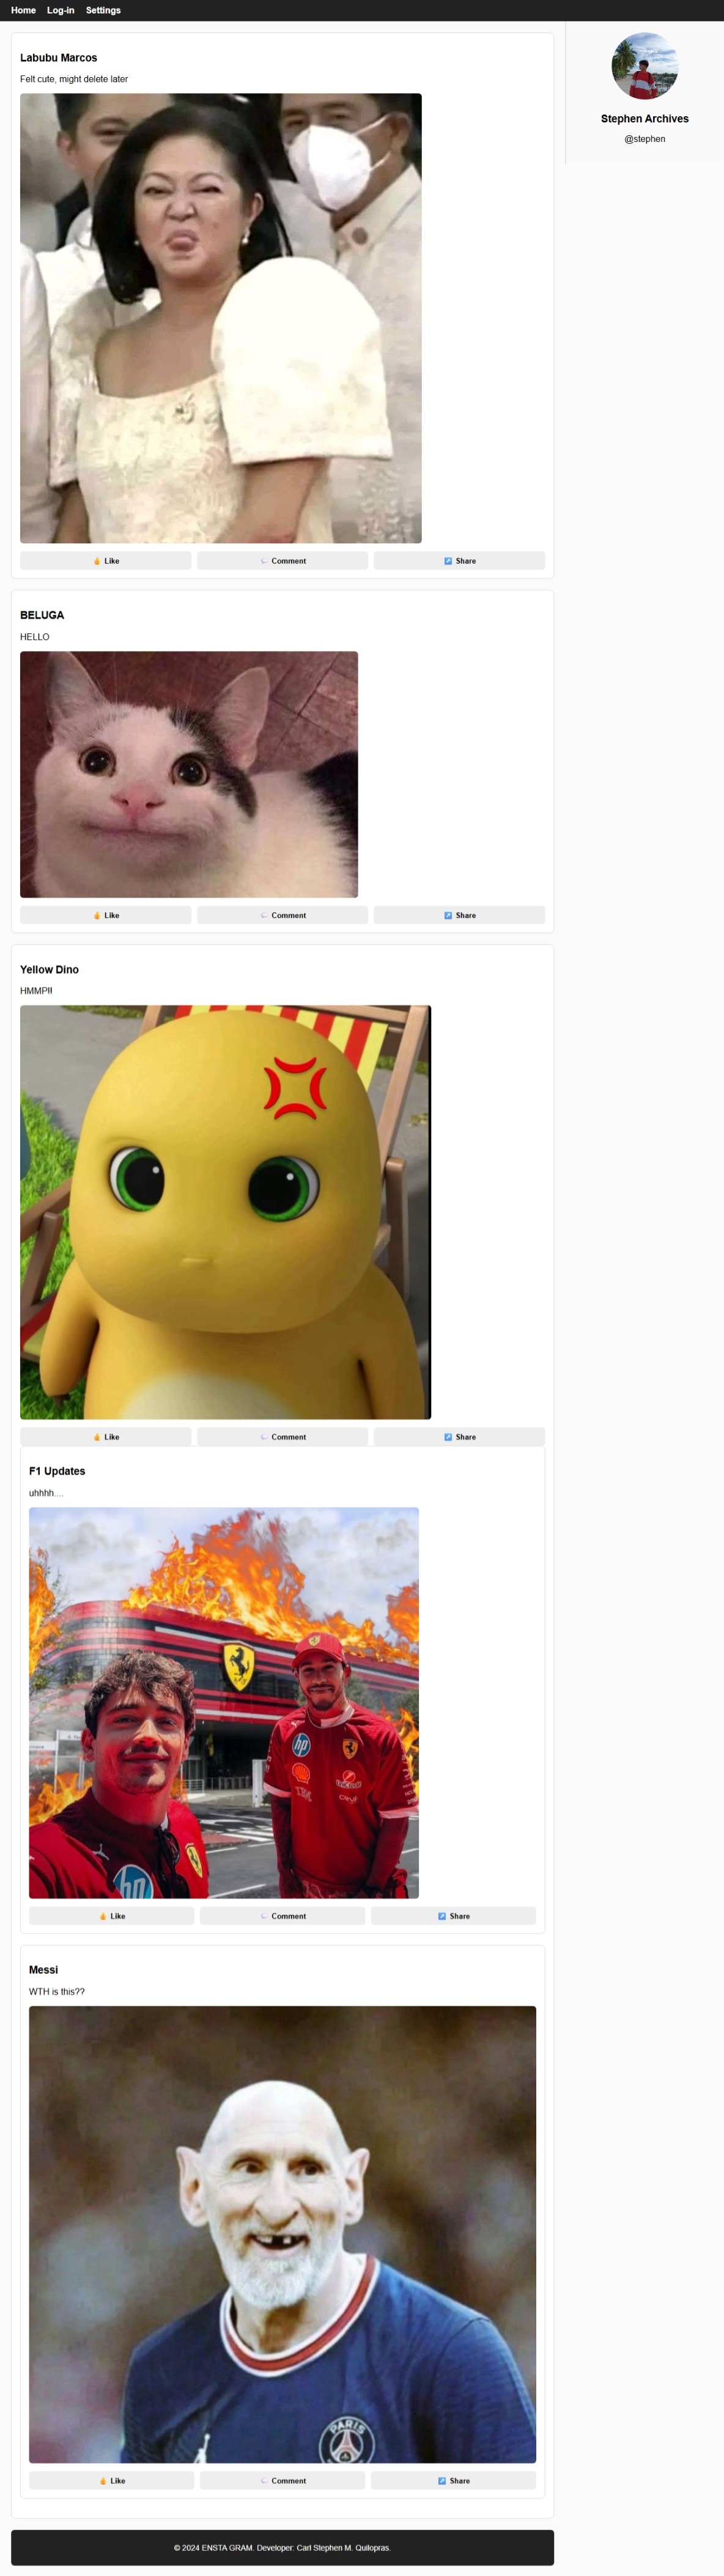 Home Log-in Settings
Stephen Archives
@stephen
Labubu Marcos
Felt cute, might delete later
Like Comment Share
BELUGA
HELLO
Like Comment Share
Yellow Dino
HMMP!!
Like Comment Share
F1 Updates
uhhhh....
hp
hp
Like Comment Share
Messi
WTH is this??
PARIS
Like Comment Share
© 2024 ENSTA GRAM. Developer: Carl Stephen M. Quilopras.